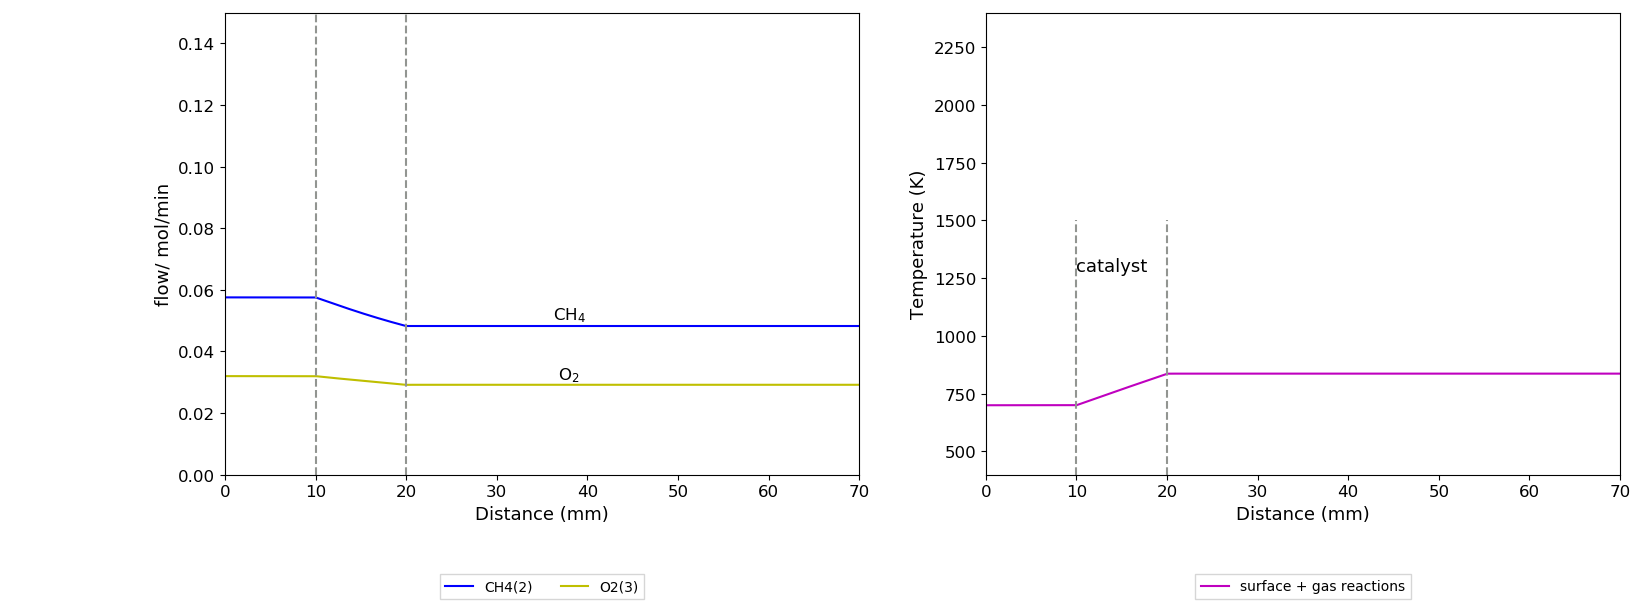 0.14
0.12
0.10
0.08
0.06
0.04
0.02
0.00
flow/ mol/min
CH₄
O₂
0 10 20 30 40 50 60 70
Distance (mm)
CH4(2) O2(3)
2250
2000
1750
1500
1250
1000
750
500
Temperature (K)
catalyst
0 10 20 30 40 50 60 70
Distance (mm)
surface + gas reactions